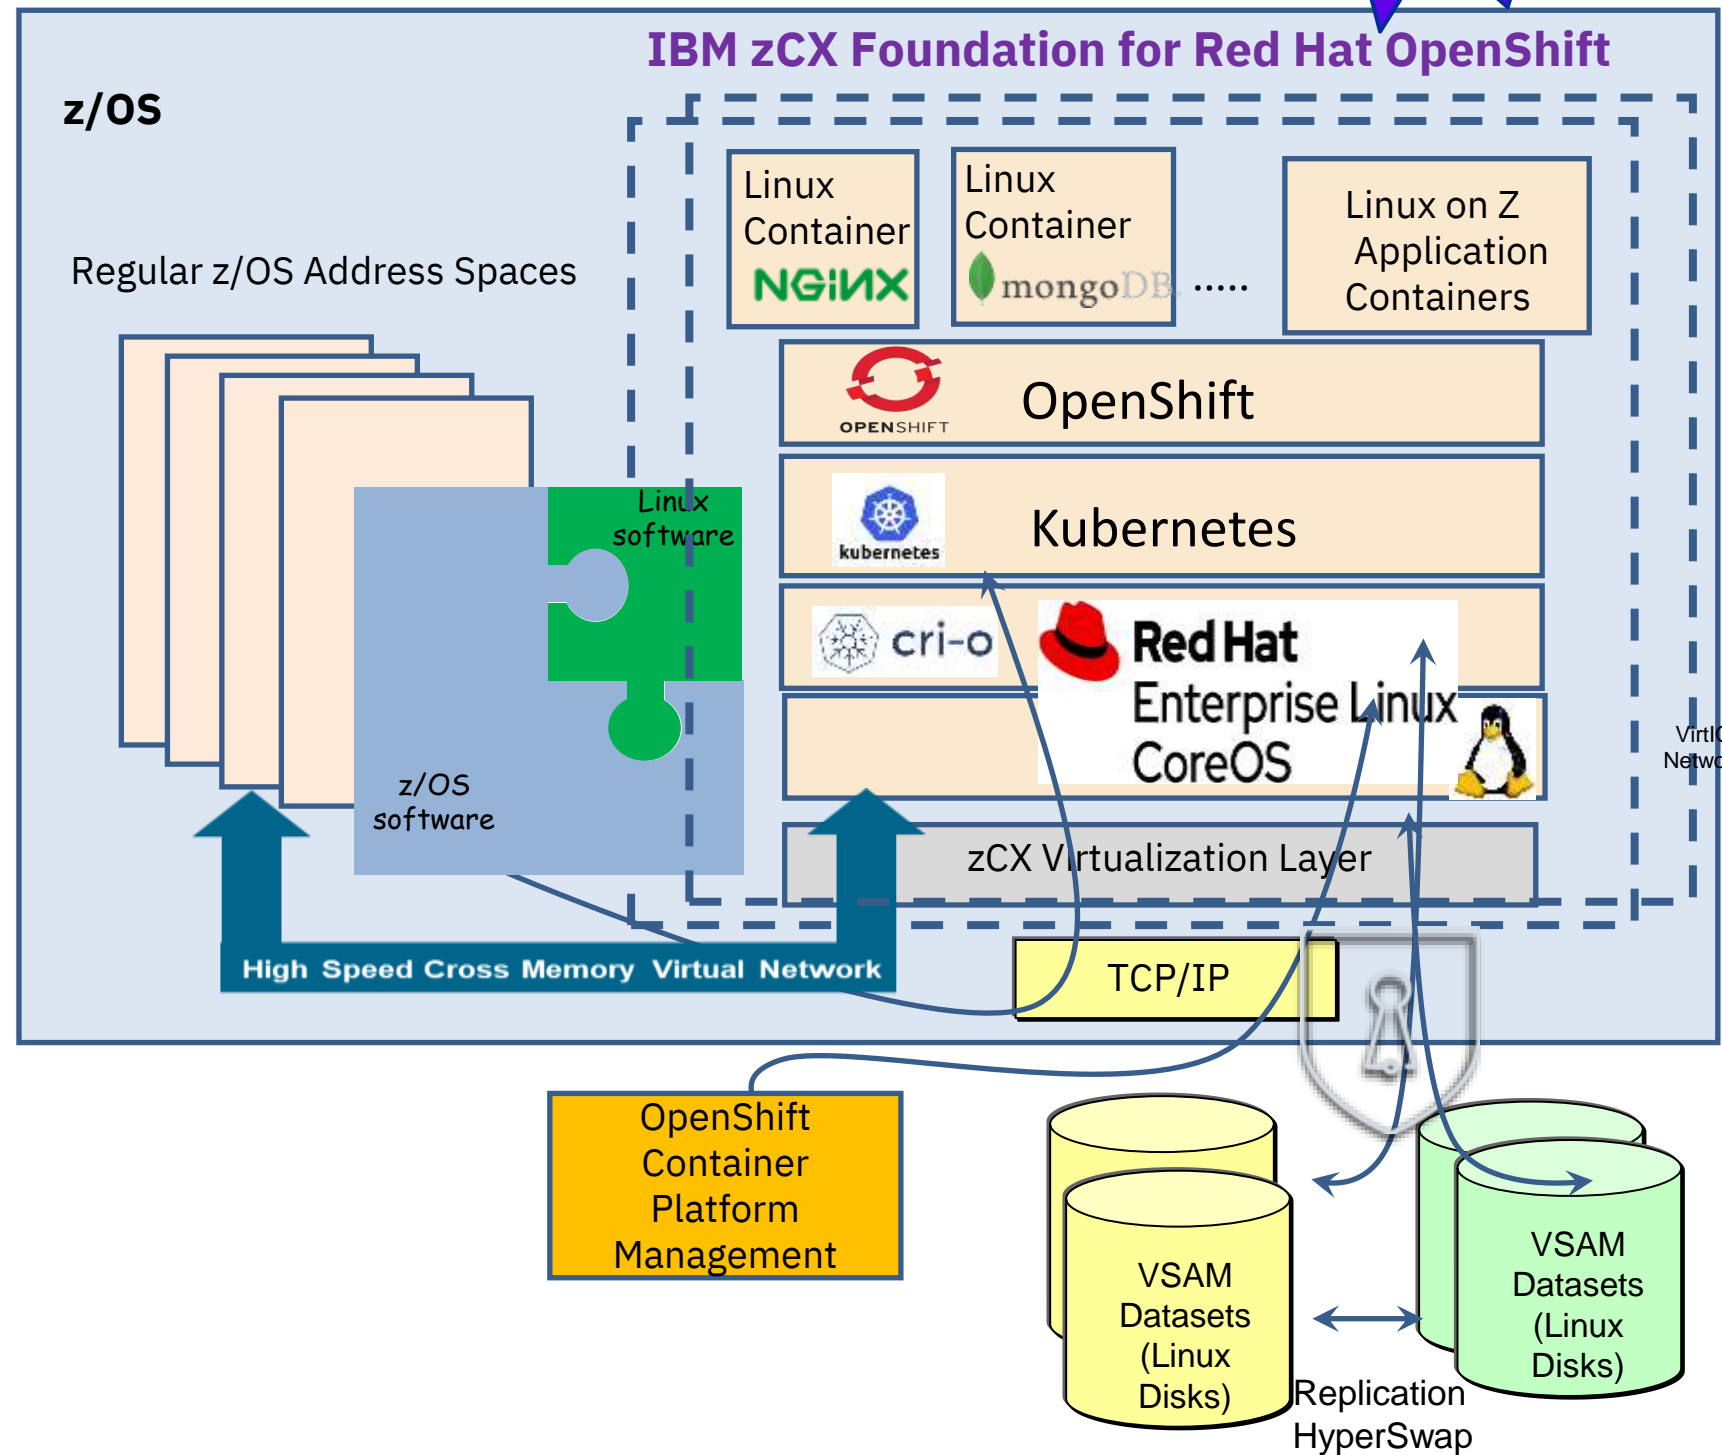 IBM zCX Foundation for Red Hat OpenShift
z/OS
Regular z/OS Address Spaces
Linux
Container
NGiNX
Linux
Container
mongoDB.
.....
Linux on Z
Application
Containers
OPENSHIFT
OpenShift
kubernetes
Kubernetes
Linux
software
z/OS
software
cri-o
Red Hat
Enterprise Linux
CoreOS
zCX Virtualization Layer
High Speed Cross Memory Virtual Network
TCP/IP
OpenShift
Container
Platform
Management
VSAM
Datasets
(Linux
Disks)
VSAM
Datasets
(Linux
Disks)
Replication
HyperSwap